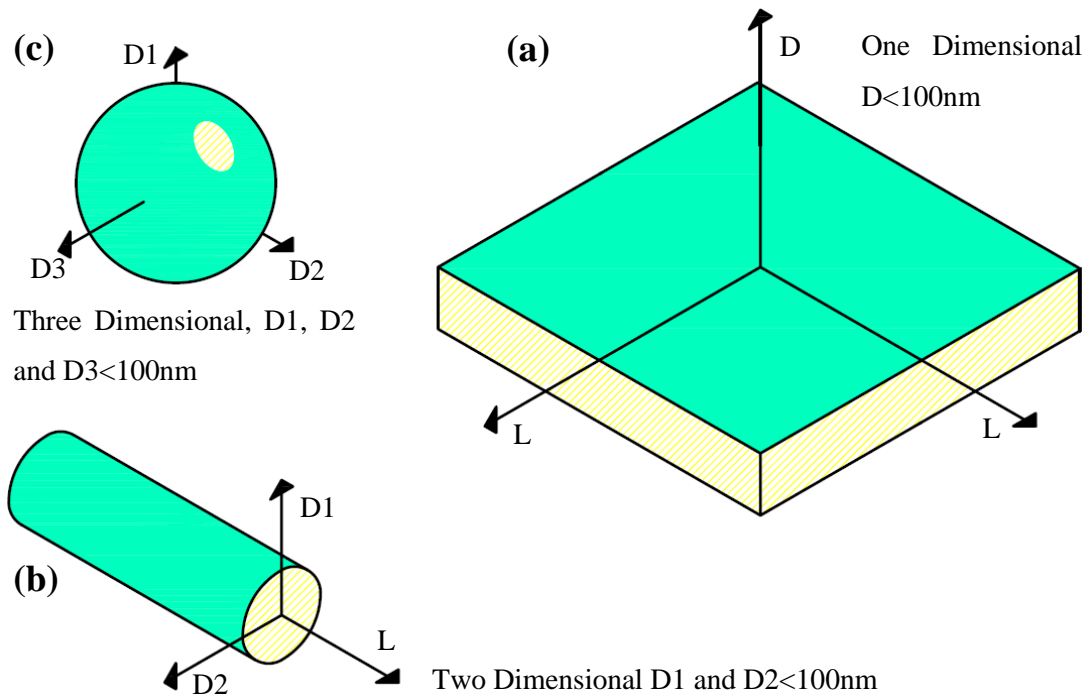 (c)
D1
D3
D2
Three Dimensional, D1, D2
and D3<100nm
(a)
D
One Dimensional
D<100nm
L
L
(b)
D1
D2
L
Two Dimensional D1 and D2<100nm